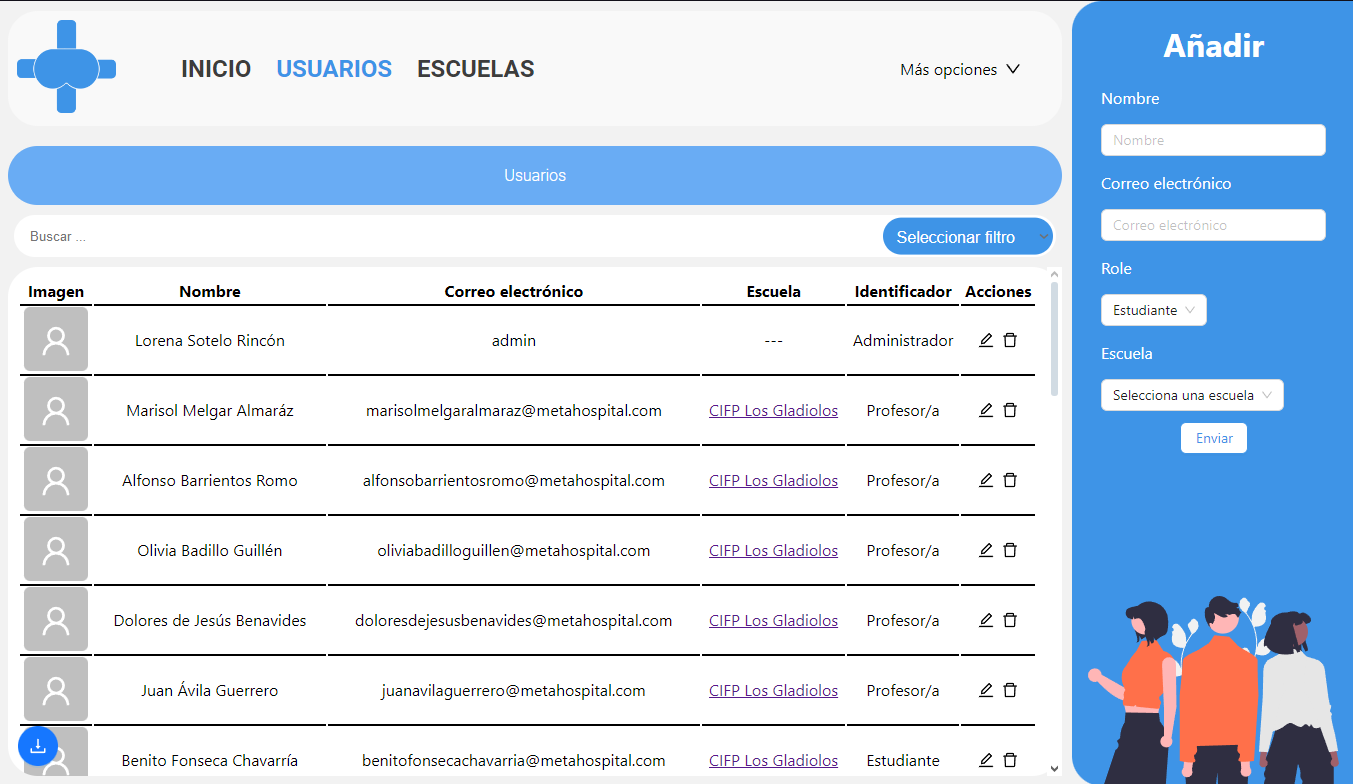 INICIO USUARIOS ESCUELAS Más opciones
Usuarios
Buscar ... Seleccionar filtro
Imagen Nombre Correo electrónico Escuela Identificador Acciones
Lorena Sotelo Rincón admin --- Administrador
Marisol Melgar Almaráz marisolmelgaralmaraz@metahospital.com CIFP Los Gladiolos Profesor/a
Alfonso Barrientos Romo alfonsobarrientosromo@metahospital.com CIFP Los Gladiolos Profesor/a
Olivia Badillo Guillén oliviabadilloguillen@metahospital.com CIFP Los Gladiolos Profesor/a
Dolores de Jesús Benavides doloresdejesusbenavides@metahospital.com CIFP Los Gladiolos Profesor/a
Juan Ávila Guerrero juanavilaguerrero@metahospital.com CIFP Los Gladiolos Profesor/a
Benito Fonseca Chavarría benitofonsecachavarria@metahospital.com CIFP Los Gladiolos Estudiante
Añadir
Nombre
Nombre
Correo electrónico
Correo electrónico
Role
Estudiante
Escuela
Selecciona una escuela
Enviar